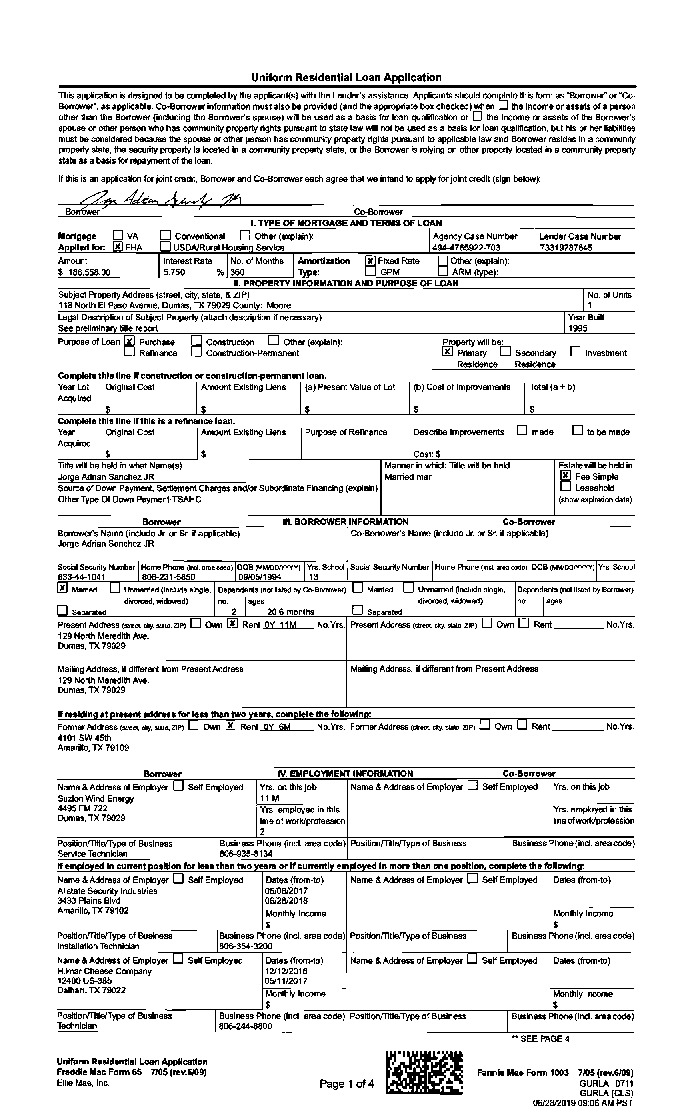 Uniform Residential Loan Application
This application is designed to be completed by the applicant(s) with the Lender's assistance. Applicants should complete this form as "Borrower" or "Co-
Borrower", as applicable. Co-Borrower information must also be provided (and the appropriate box checked) when the income or assets of a person
other than the Borrower (including the Borrower's spouse) will be used as a basis for loan qualification or the income or assets of the Borrower's
spouse or other person who has community property rights pursuant to state law will not be used as a basis for loan qualification, but his or her liabilities
must be considered because the spouse or other person has community property rights pursuant to applicable law and Borrower resides in a community
property state, the security property is located in a community property state, or the Borrower is relying on other property located in a community property
state as a basis for repayment of the loan.
If this is an application for joint credit, Borrower and Co-Borrower each agree that we intend to apply for joint credit (sign below):
Borrower Co-Borrower
I. TYPE OF MORTGAGE AND TERMS OF LOAN
Mortgage VA Conventional Other (explain): Agency Case Number Lender Case Number
Applied for: X FHA USDA/Rural Housing Service 494-4766922-703 73319787645
Amount: Interest Rate No. of Months Amortization X Fixed Rate Other (explain):
$ 186,558.00 5.750 % 360 Type: GPM ARM (type):
II. PROPERTY INFORMATION AND PURPOSE OF LOAN
Subject Property Address (street, city, state, & ZIP) No. of Units
118 North El Paso Avenue, Dumas, TX 79029 County: Moore 1
Legal Description of Subject Property (attach description if necessary) Year Built
See preliminary title report 1995
Purpose of Loan X Purchase Construction Other (explain): Property will be:
Refinance Construction-Permanent X Primary Residence Secondary Residence Investment
Complete this line if construction or construction-permanent loan.
Year Lot Acquired Original Cost Amount Existing Liens (a) Present Value of Lot (b) Cost of Improvements Total (a + b)
$ $ $ $ $
Complete this line if this is a refinance loan.
Year Acquired Original Cost Amount Existing Liens Purpose of Refinance Describe Improvements made to be made
$ $ Cost: $
Title will be held in what Name(s) Manner in which Title will be held Estate will be held in
Jorge Adrian Sanchez JR Married man X Fee Simple
Source of Down Payment, Settlement Charges and/or Subordinate Financing (explain) Leasehold
Other Type Of Down Payment-TSAHC (show expiration date)
Borrower III. BORROWER INFORMATION Co-Borrower
Borrower's Name (include Jr. or Sr. if applicable) Co-Borrower's Name (include Jr. or Sr. if applicable)
Jorge Adrian Sanchez JR
Social Security Number Home Phone (incl. area code) DOB (MM/DD/YYYY) Yrs. School Social Security Number Home Phone (incl. area code) DOB (MM/DD/YYYY) Yrs. School
633-44-1041 806-231-5850 09/05/1994 13
X Married Unmarried (include single, divorced, widowed) Dependents (not listed by Co-Borrower) Married Unmarried (include single, divorced, widowed) Dependents (not listed by Borrower)
Separated no. 2 ages 20 6 months Separated no. ages
Present Address (street, city, state, ZIP) Own X Rent 0Y 11M No.Yrs. Present Address (street, city, state, ZIP) Own Rent No.Yrs.
129 North Meredith Ave.
Dumas, TX 79029
Mailing Address, if different from Present Address Mailing Address, if different from Present Address
129 North Meredith Ave.
Dumas, TX 79029
If residing at present address for less than two years, complete the following:
Former Address (street, city, state, ZIP) Own X Rent 0Y 6M No.Yrs. Former Address (street, city, state, ZIP) Own Rent No.Yrs.
4101 SW 45th
Amarillo, TX 79109
Borrower IV. EMPLOYMENT INFORMATION Co-Borrower
Name & Address of Employer Self Employed Yrs. on this job Name & Address of Employer Self Employed Yrs. on this job
Suzlon Wind Energy 11 M
4495 FM 722 Yrs. employed in this line of work/profession Yrs. employed in this line of work/profession
Dumas, TX 79029 2
Position/Title/Type of Business Business Phone (incl. area code) Position/Title/Type of Business Business Phone (incl. area code)
Service Technician 806-935-8134
If employed in current position for less than two years or if currently employed in more than one position, complete the following:
Name & Address of Employer Self Employed Dates (from-to) Name & Address of Employer Self Employed Dates (from-to)
Allstate Security Industries 06/08/2017
3433 Plains Blvd 06/28/2018
Amarillo, TX 79102 Monthly Income Monthly Income
$ $
Position/Title/Type of Business Business Phone (incl. area code) Position/Title/Type of Business Business Phone (incl. area code)
Installation Technician 806-354-3200
Name & Address of Employer Self Employed Dates (from-to) Name & Address of Employer Self Employed Dates (from-to)
Hilmar Cheese Company 12/12/2016
12400 US-385 05/11/2017
Dalhart, TX 79022 Monthly Income Monthly Income
$ $
Position/Title/Type of Business Business Phone (incl. area code) Position/Title/Type of Business Business Phone (incl. area code)
Technician 806-244-8800
** SEE PAGE 4
Uniform Residential Loan Application
Freddie Mac Form 65 7/05 (rev.6/09) Fannie Mae Form 1003 7/05 (rev.6/09)
Ellie Mae, Inc. Page 1 of 4 GURLA 0711
GURLA (CLS)
06/28/2019 09:06 AM PST